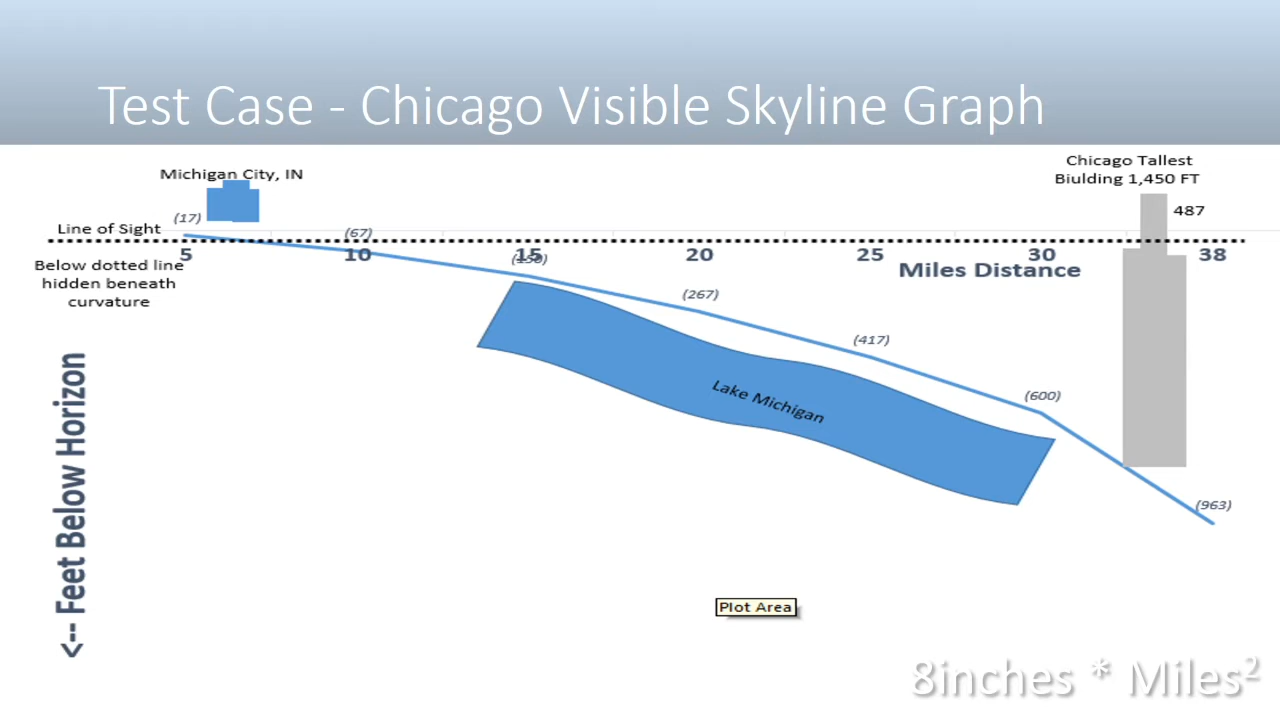 Test Case - Chicago Visible Skyline Graph
Michigan City, IN
Chicago Tallest
Biulding 1,450 FT
487
Line of Sight
(17)
(67)
(150)
(267)
(417)
(600)
(963)
5
10
15
20
25
30
38
Miles Distance
Below dotted line
hidden beneath
curvature
<-- Feet Below Horizon
Lake Michigan
Plot Area
8inches * Miles²